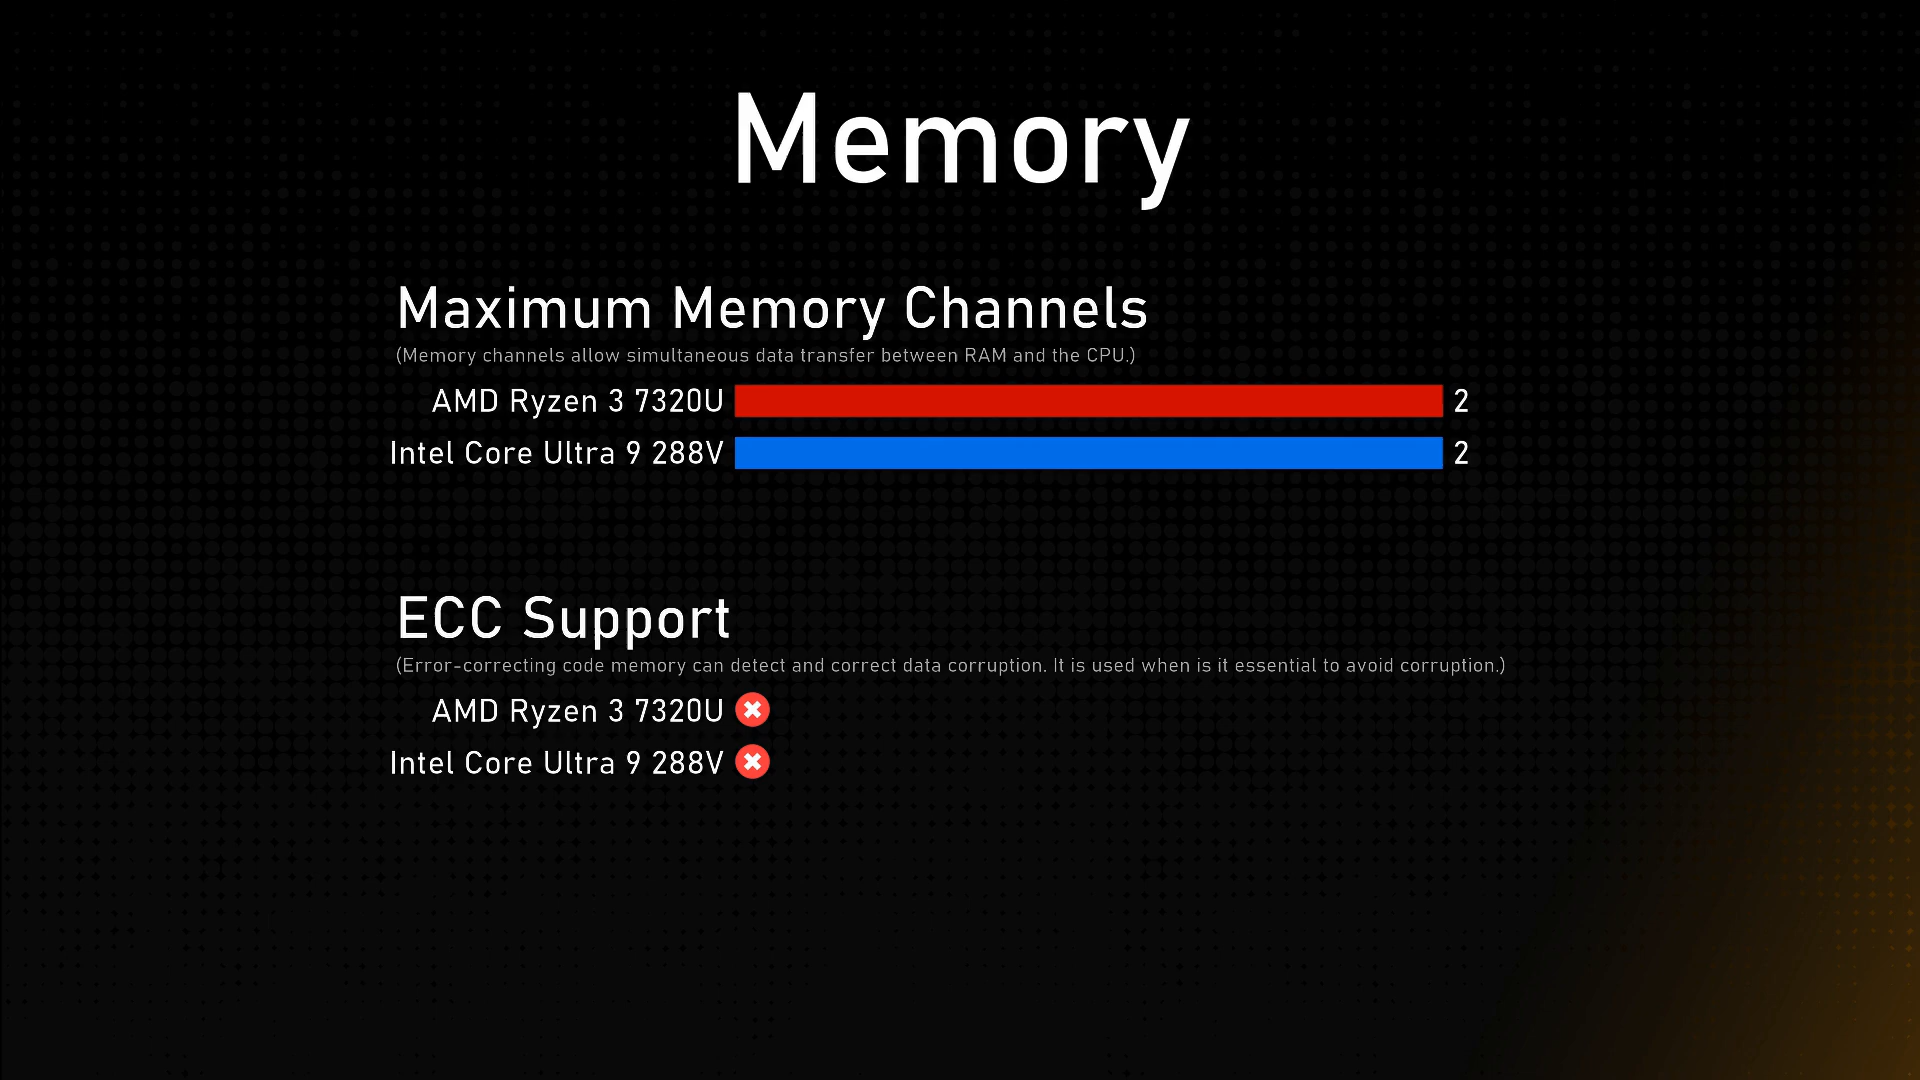 Memory
Maximum Memory Channels
(Memory channels allow simultaneous data transfer between RAM and the CPU.)
AMD Ryzen 3 7320U 2
Intel Core Ultra 9 288V 2
ECC Support
(Error-correcting code memory can detect and correct data corruption. It is used when is it essential to avoid corruption.)
AMD Ryzen 3 7320U
Intel Core Ultra 9 288V